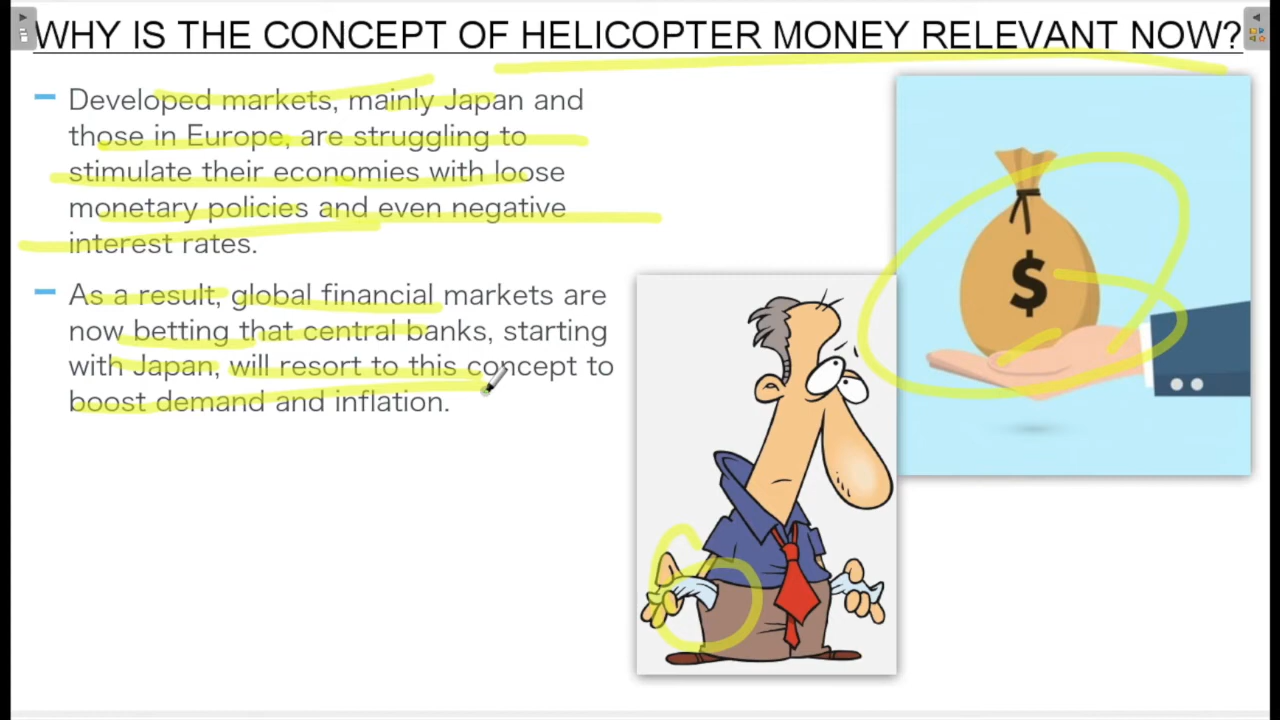 WHY IS THE CONCEPT OF HELICOPTER MONEY RELEVANT NOW?
Developed markets, mainly Japan and
those in Europe, are struggling to
stimulate their economies with loose
monetary policies and even negative
interest rates.
As a result, global financial markets are
now betting that central banks, starting
with Japan, will resort to this concept to
boost demand and inflation.
$